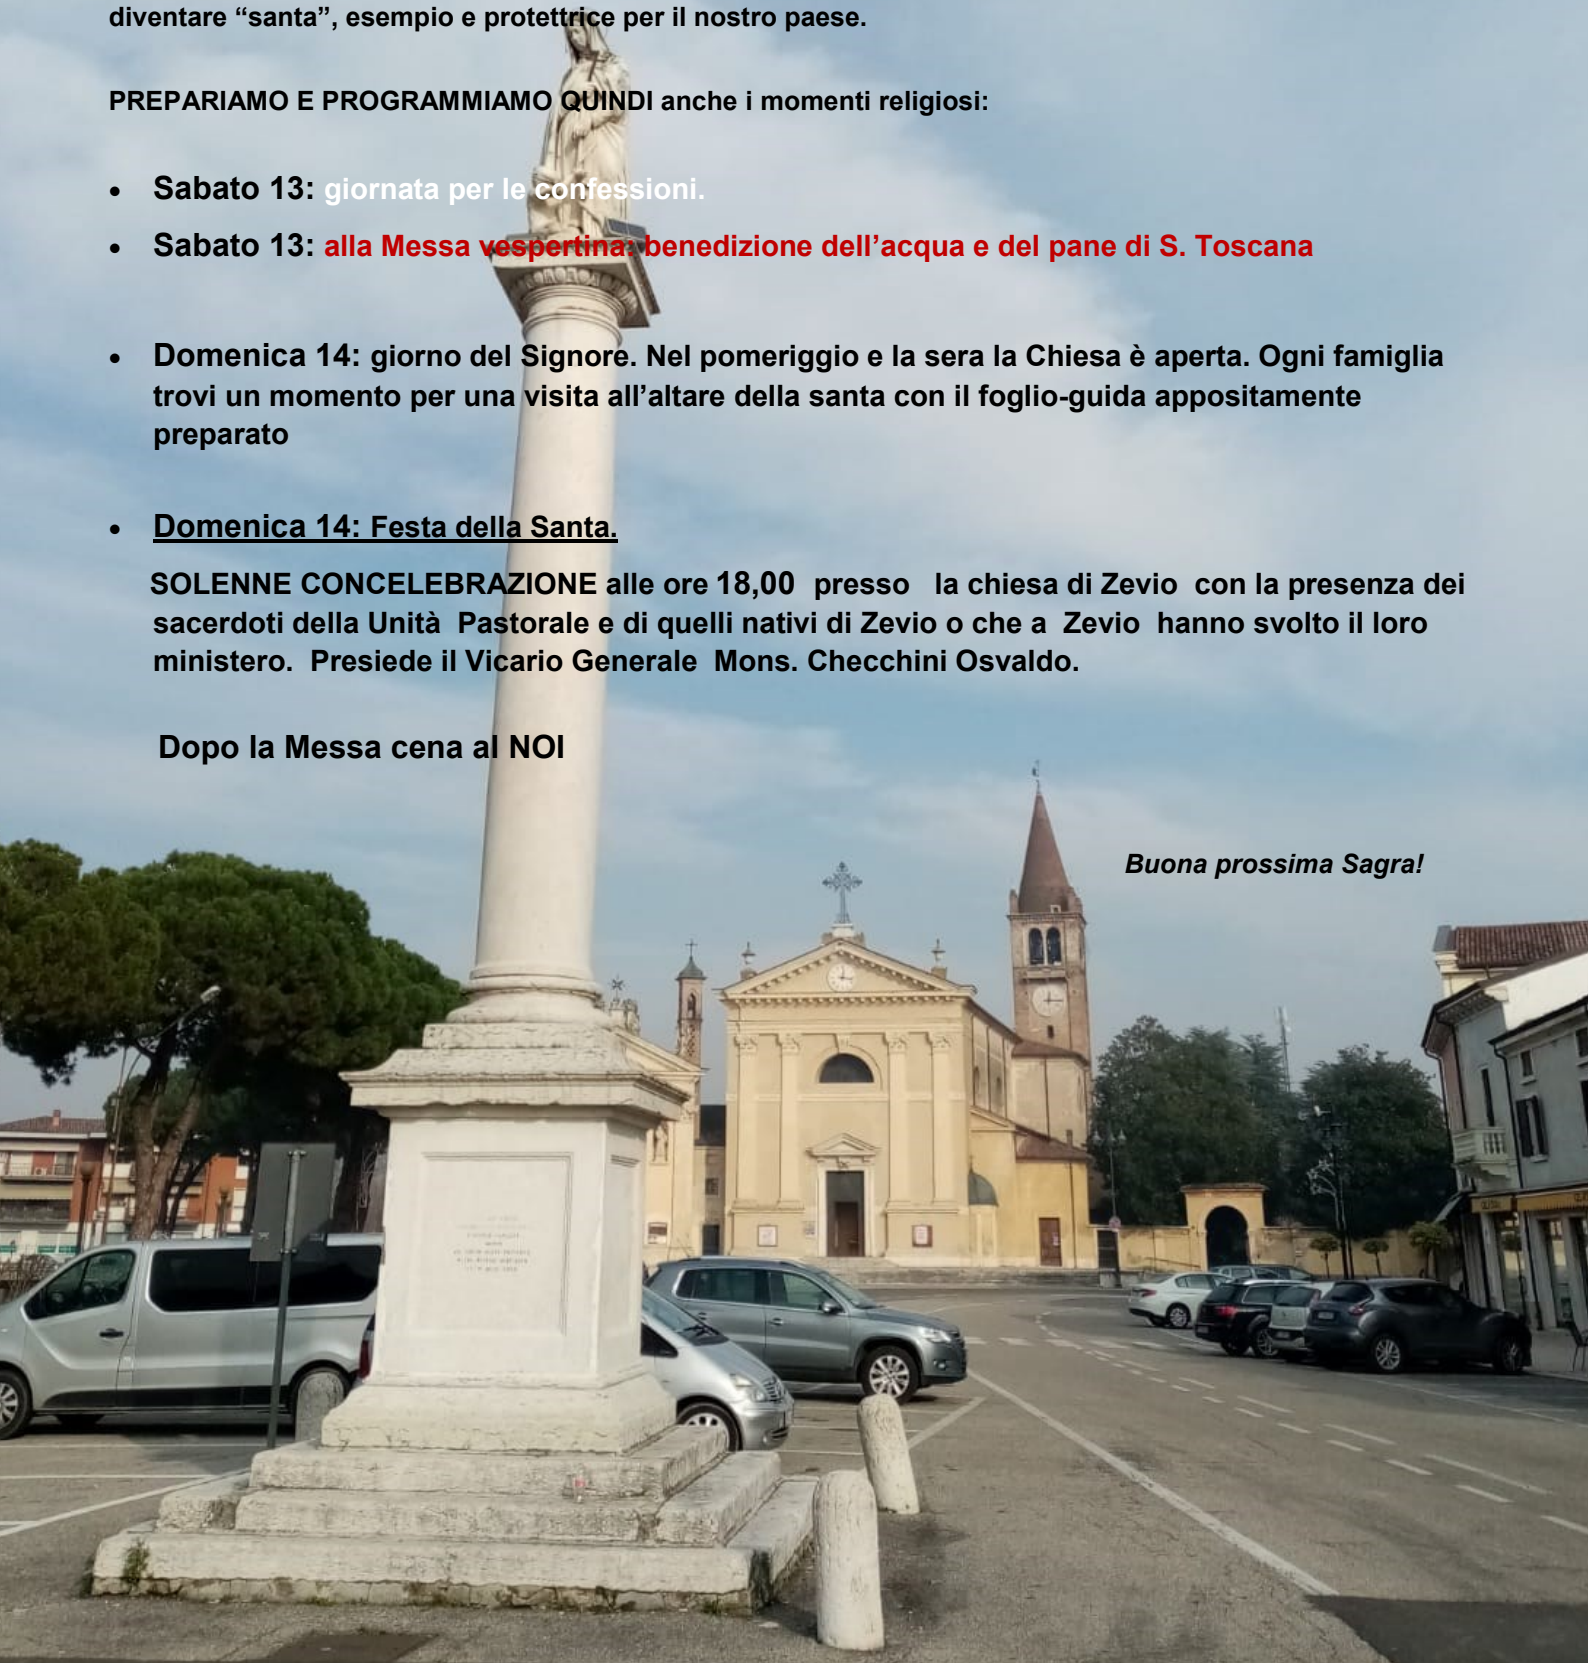 diventare “santa”, esempio e protettrice per il nostro paese.
PREPARIAMO E PROGRAMMIAMO QUINDI anche i momenti religiosi:
• Sabato 13: giornata per le confessioni.
• Sabato 13: alla Messa vespertina: benedizione dell’acqua e del pane di S. Toscana
• Domenica 14: giorno del Signore. Nel pomeriggio e la sera la Chiesa è aperta. Ogni famiglia
trovi un momento per una visita all’altare della santa con il foglio-guida appositamente
preparato
• Domenica 14: Festa della Santa.
SOLENNE CONCELEBRAZIONE alle ore 18,00 presso la chiesa di Zevio con la presenza dei
sacerdoti della Unità Pastorale e di quelli nativi di Zevio o che a Zevio hanno svolto il loro
ministero. Presiede il Vicario Generale Mons. Checchini Osvaldo.
Dopo la Messa cena al NOI
Buona prossima Sagra!